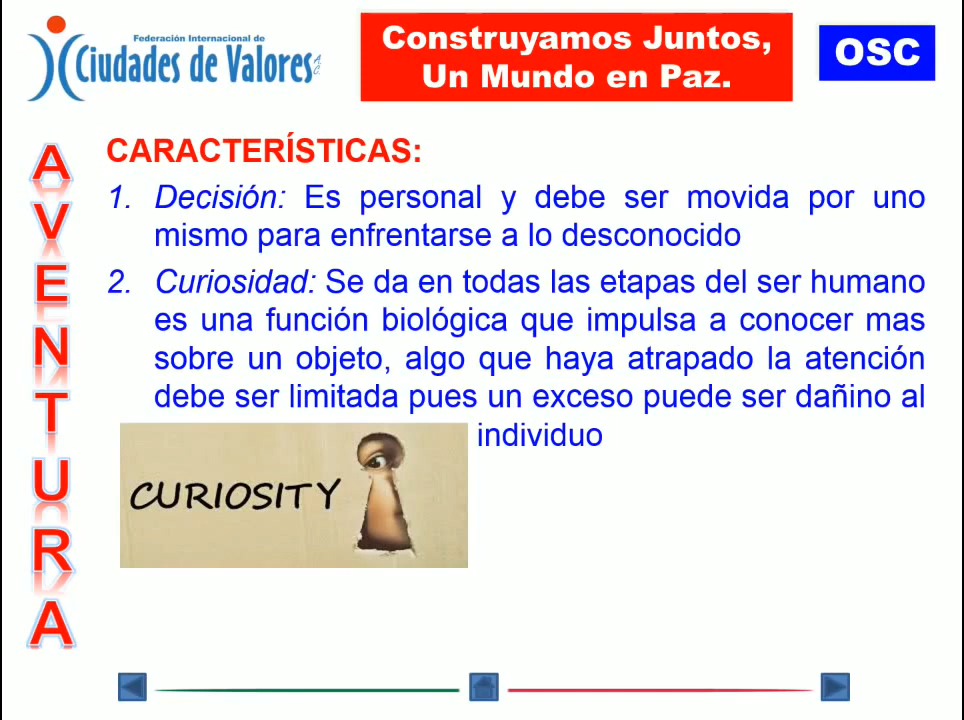 Federación Internacional de
Ciudades de Valores A.C.
Construyamos Juntos,
Un Mundo en Paz.
OSC
AVENTURA
CARACTERÍSTICAS:
1. Decisión: Es personal y debe ser movida por uno
mismo para enfrentarse a lo desconocido
2. Curiosidad: Se da en todas las etapas del ser humano
es una función biológica que impulsa a conocer mas
sobre un objeto, algo que haya atrapado la atención
debe ser limitada pues un exceso puede ser dañino al
individuo
CURIOSITY